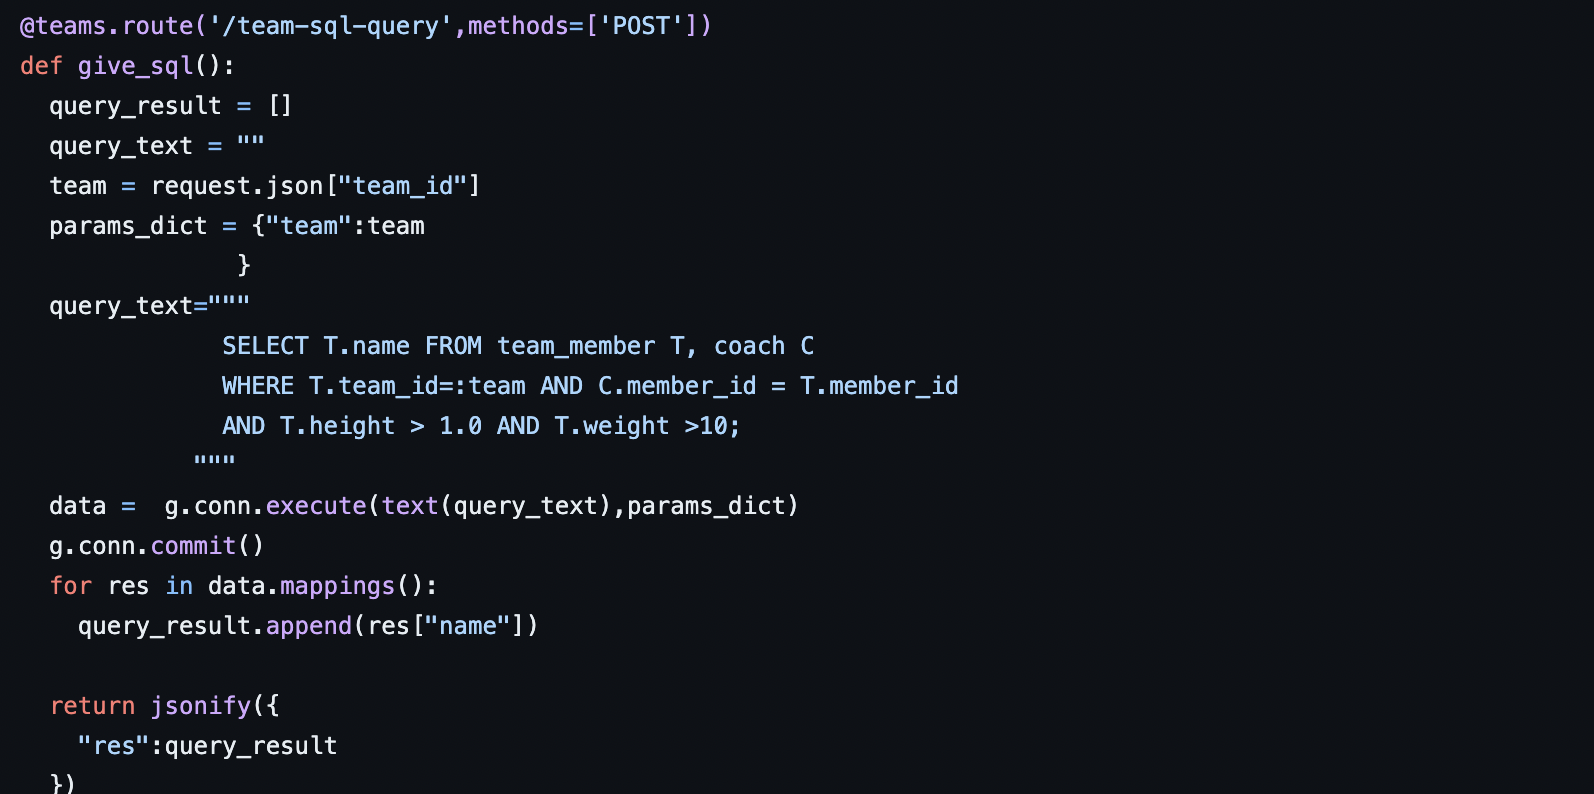 @teams.route('/team-sql-query',methods=['POST'])
def give_sql():
  query_result = []
  query_text = ""
  team = request.json["team_id"]
  params_dict = {"team":team
               }
  query_text="""
              SELECT T.name FROM team_member T, coach C
              WHERE T.team_id=:team AND C.member_id = T.member_id
              AND T.height > 1.0 AND T.weight >10;
            """
  data =  g.conn.execute(text(query_text),params_dict)
  g.conn.commit()
  for res in data.mappings():
    query_result.append(res["name"])

  return jsonify({
    "res":query_result
  })